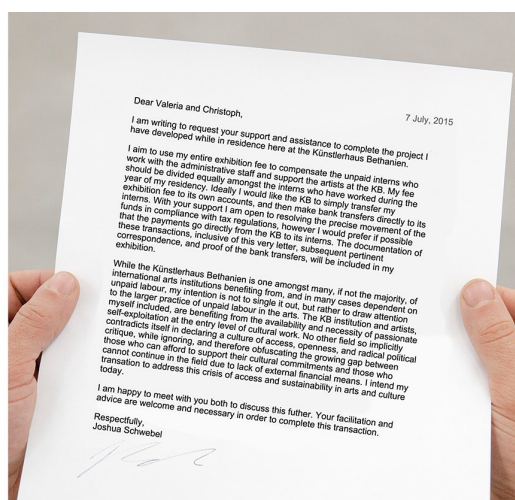 Dear Valeria and Christoph,
7 July, 2015
I am writing to request your support and assistance to complete the project I
have developed while in residence here at the Künstlerhaus Bethanien.
I aim to use my entire exhibition fee to compensate the unpaid interns who
work with the administrative staff and support the artists at the KB. My fee
should be divided equally amongst the interns who have worked during the
year of my residency. Ideally I would like the KB to simply transfer my
exhibition fee to its own accounts, and then make bank transfers directly to its
interns. With your support I am open to resolving the precise movement of the
funds in compliance with tax regulations, however I would prefer if possible
that the payments go directly from the KB to its interns. The documentation of
these transactions, inclusive of this very letter, subsequent pertinent
correspondence, and proof of the bank transfers, will be included in my
exhibition.
While the Künstlerhaus Bethanien is one amongst many, if not the majority, of
international arts institutions benefiting from, and in many cases dependent on
unpaid labour, my intention is not to single it out, but rather to draw attention
to the larger practice of unpaid labour in the arts. The KB institution and artists,
myself included, are benefiting from the availability and necessity of passionate
self-exploitation at the entry level of cultural work. No other field so implicitly
contradicts itself in declaring a culture of access, openness, and radical political
critique, while ignoring, and therefore obfuscating the growing gap between
those who can afford to support their cultural commitments and those who
cannot continue in the field due to lack of external financial means. I intend my
transation to address this crisis of access and sustainability in arts and culture
today.
I am happy to meet with you both to discuss this futher. Your facilitation and
advice are welcome and necessary in order to complete this transaction.
Respectfully,
Joshua Schwebel